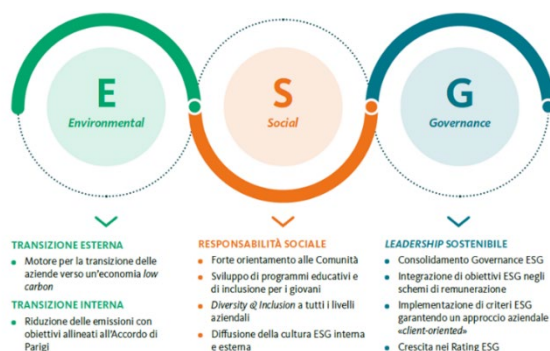 E
Environmental
S
Social
G
Governance
TRANSIZIONE ESTERNA
• Motore per la transizione delle
aziende verso un'economia low
carbon
TRANSIZIONE INTERNA
• Riduzione delle emissioni con
obiettivi allineati all'Accordo di
Parigi
RESPONSABILITÀ SOCIALE
• Forte orientamento alle Comunità
• Sviluppo di programmi educativi e
di inclusione per i giovani
• Diversity & Inclusion a tutti i livelli
aziendali
• Diffusione della cultura ESG interna
e esterna
LEADERSHIP SOSTENIBILE
• Consolidamento Governance ESG
• Integrazione di obiettivi ESG negli
schemi di remunerazione
• Implementazione di criteri ESG
garantendo un approccio aziendale
«client-oriented»
• Crescita nei Rating ESG